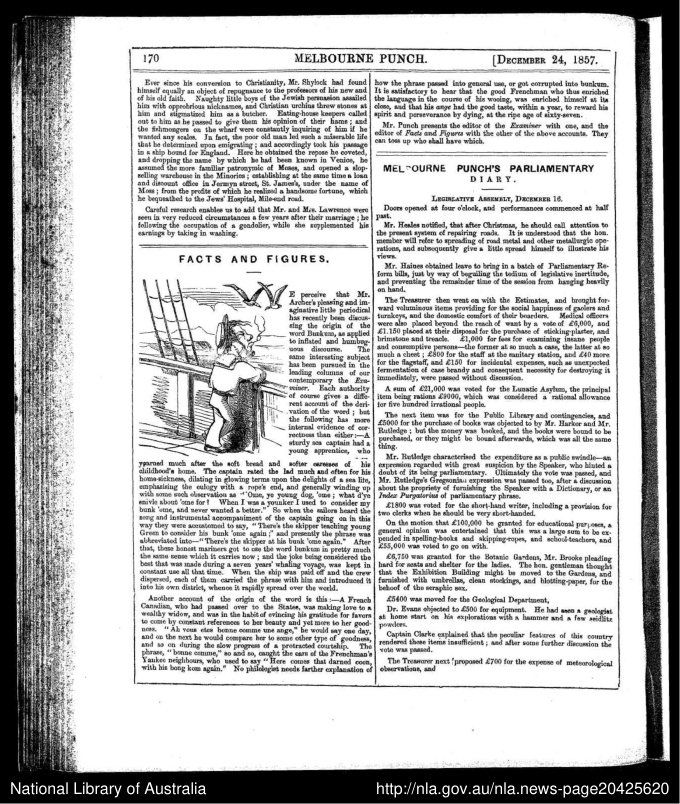 170 MELBOURNE PUNCH. [DECEMBER 24, 1857.
Ever since his conversion to Christianity, Mr. Shylock had found
himself equally an object of repugnance to the professors of his new and
of his old faith. Naughty little boys of the Jewish persuasion assailed
him with opprobrious nicknames, and Christian urchins threw stones at
him and stigmatized him as a butcher. Eating-house keepers called
out to him as he passed to give them his opinion of their hams; and
the fishmongers on the wharf were constantly inquiring of him if he
wanted any scales. In fact, the poor old man led such a miserable life
that he determined upon emigrating; and accordingly took his passage
in a ship bound for England. Here he obtained the repose he coveted,
and dropping the name by which he had been known in Venice, he
assumed the more familiar patronymic of Moses, and opened a slop-
selling warehouse in the Minories; establishing at the same time a loan
and discount office in Jermyn street, St. James's, under the name of
Moss; from the profits of which he realized a handsome fortune, which
he bequeathed to the Jews' Hospital, Mile-end road.
Careful research enables us to add that Mr. and Mrs. Lawrence were
seen in very reduced circumstances a few years after their marriage; he
following the occupation of a gondolier, while she supplemented his
earnings by taking in washing.
FACTS AND FIGURES.
E perceive that Mr.
Archer's pleasing and im-
aginative little periodical
has recently been discus-
sing the origin of the
word Bunkum, as applied
to inflated and humbug-
uous discourse. The
same interesting subject
has been pursued in the
leading columns of our
contemporary the Exa-
miner. Each authority
of course gives a diffe-
rent account of the deri-
vation of the word; but
the following has more
internal evidence of cor-
rectness than either:—A
sturdy sea captain had a
young apprentice, who
yearned much after the soft bread and softer caresses of his
childhood's home. The captain rated the lad much and often for his
home-sickness, dilating in glowing terms upon the delights of a sea life,
emphasising the eulogy with a rope's end, and generally winding up
with some such observation as "'Ome, ye young dog, 'ome; what d'ye
snivle about 'ome for? When I was a younker I used to consider my
bunk 'ome, and never wanted a better." So when the sailors heard the
song and instrumental accompaniment of the captain going on in this
way they were accustomed to say, "There's the skipper teaching young
Green to consider his bunk 'ome again;" and presently the phrase was
abbreviated into—"There's the skipper at his bunk 'ome again." After
that, these honest mariners got to use the word bunkum in pretty much
the same sense which it carries now; and the joke being considered the
best that was made during a seven years' whaling voyage, was kept in
constant use all that time. When the ship was paid off and the crew
dispersed, each of them carried the phrase with him and introduced it
into his own district, whence it rapidly spread over the world.
Another account of the origin of the word is this:—A French
Canadian, who had passed over to the States, was making love to a
wealthy widow, and was in the habit of evincing his gratitude for favors
to come by constant references to her beauty and yet more to her good-
ness. "Ah vous etes bonne comme une ange," he would say one day,
and on the next he would compare her to some other type of goodness,
and so on during the slow progress of a protracted courtship. The
phrase, "bonne comme," so and so, caught the ears of the Frenchman's
Yankee neighbours, who used to say "Here comes that darned coon,
with his bong kom again." No philologist needs farther explanation of
how the phrase passed into general use, or got corrupted into bunkum.
It is satisfactory to hear that the good Frenchman who thus enriched
the language in the course of his wooing, was enriched himself at its
close, and that his ange had the good taste, within a year, to reward his
spirit and perseverance by dying, at the ripe age of sixty-seven.
Mr. Punch presents the editor of the Examiner with one, and the
editor of Facts and Figures with the other of the above accounts. They
can toss up who shall have which.
MELBOURNE PUNCH'S PARLIAMENTARY
DIARY.
LEGISLATIVE ASSEMBLY, DECEMBER 16.
Doors opened at four o'clock, and performances commenced at half
past.
Mr. Heales notified, that after Christmas, he should call attention to
the present system of repairing roads. It is understood that the hon.
member will refer to spreading of road metal and other metallurgic ope-
rations, and subsequently give a little spread himself to illustrate his
views.
Mr. Haines obtained leave to bring in a batch of Parliamentary Re-
form bills, just by way of beguiling the tedium of legislative inertitude,
and preventing the remainder time of the session from hanging heavily
on hand.
The Treasurer then went on with the Estimates, and brought for-
ward voluminous items providing for the social happiness of gaolers and
turnkeys, and the domestic comfort of their boarders. Medical officers
were also placed beyond the reach of want by a vote of £6,000, and
£1,150 placed at their disposal for the purchase of sticking-plaster, and
brimstone and treacle. £1,000 for fees for examining insane people
and consumptive persons—the former at so much a case, the latter at so
much a chest; £800 for the staff at the sanitary station, and £40 more
for the flagstaff, and £150 for incidental expenses, such as unexpected
fermentation of case brandy and consequent necessity for destroying it
immediately, were passed without discussion.
A sum of £21,000 was voted for the Lunatic Asylum, the principal
item being rations £9000, which was considered a rational allowance
for five hundred irrational people.
The next item was for the Public Library and contingencies, and
£5000 for the purchase of books was objected to by Mr. Harker and Mr.
Rutledge; but the money was booked, and the books were bound to be
purchased, or they might be bound afterwards, which was all the same
thing.
Mr. Rutledge characterised the expenditure as a public swindle—an
expression regarded with great suspicion by the Speaker, who hinted a
doubt of its being parliamentary. Ultimately the vote was passed, and
Mr. Rutledge's Gregsonian expression was passed too, after a discussion
about the propriety of furnishing the Speaker with a Dictionary, or an
Index Purgatorius of parliamentary phrase.
£1800 was voted for the short-hand writer, including a provision for
two clerks when he should be very short-handed.
On the motion that £100,000 be granted for educational purposes, a
general opinion was entertained that this was a large sum to be ex-
pended in spelling-books and skipping-ropes, and school-teachers, and
£55,000 was voted to go on with.
£6,750 was granted for the Botanic Gardens, Mr. Brooke pleading
hard for seats and shelter for the ladies. The hon. gentleman thought
that the Exhibition Building might be moved to the Gardens, and
furnished with umbrellas, clean stockings, and blotting-paper, for the
behoof of the seraphic sex.
£5400 was moved for the Geological Department,
Dr. Evans objected to £500 for equipment. He had seen a geologist
at home start on his explorations with a hammer and a few seidlitz
powders.
Captain Clarke explained that the peculiar features of this country
rendered these items insufficient; and after some further discussion the
vote was passed.
The Treasurer next proposed £700 for the expense of meteorological
observations, and
National Library of Australia http://nla.gov.au/nla.news-page20425620